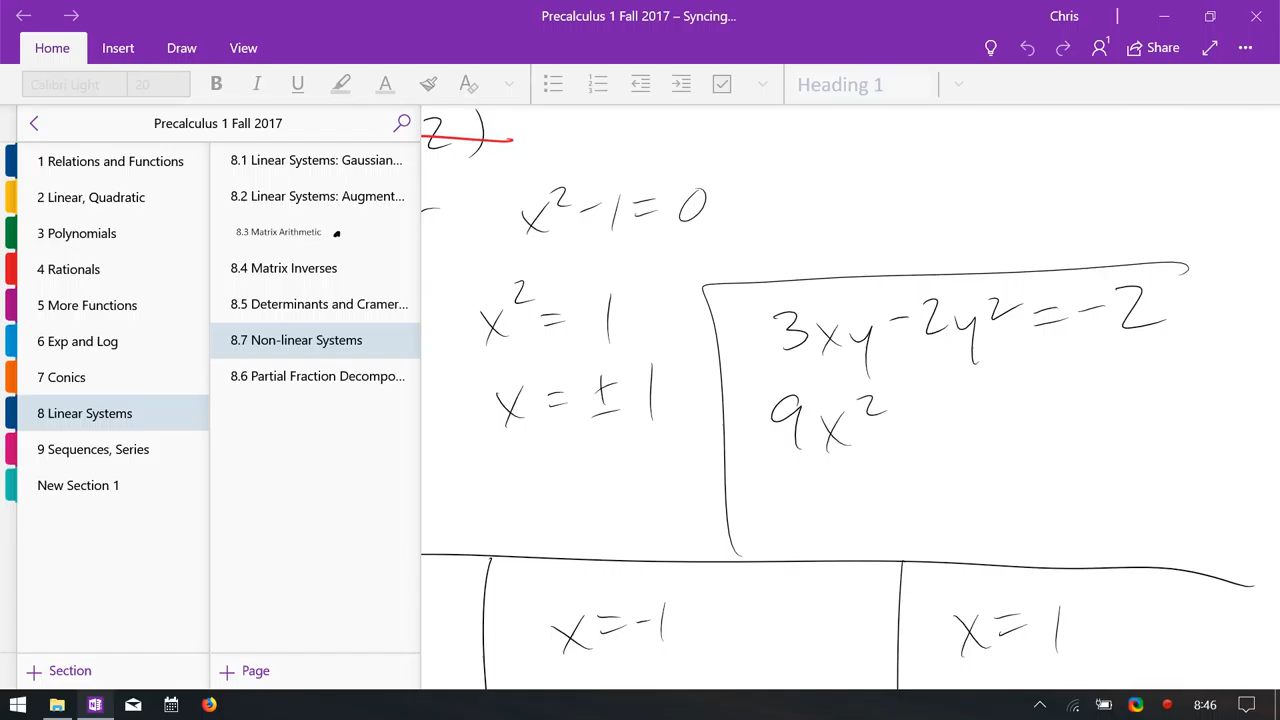 Precalculus 1 Fall 2017 – Syncing...
Chris
Home Insert Draw View
Share
Calibri Light 20 B I U A Heading 1
Precalculus 1 Fall 2017
1 Relations and Functions
2 Linear, Quadratic
3 Polynomials
4 Rationals
5 More Functions
6 Exp and Log
7 Conics
8 Linear Systems
9 Sequences, Series
New Section 1
+ Section
8.1 Linear Systems: Gaussian...
8.2 Linear Systems: Augment...
8.3 Matrix Arithmetic
8.4 Matrix Inverses
8.5 Determinants and Cramer...
8.7 Non-linear Systems
8.6 Partial Fraction Decompo...
+ Page
2)
x² - 1 = 0
x² = 1
x = ± 1
3xy - 2y² = -2
9x²
x = -1
x = 1
8:46